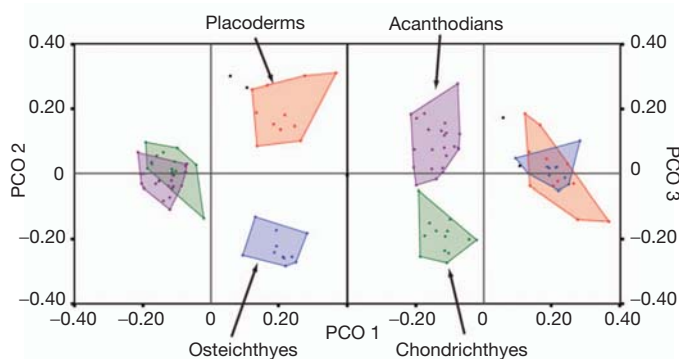 Placoderms Acanthodians
0.40 0.40
0.20 0.20
0 0
−0.20 −0.20
−0.40 −0.40
PCO 2
PCO 3
−0.40 −0.20 0 0.20 −0.40 −0.20 0 0.20 0.40
PCO 1
Osteichthyes Chondrichthyes